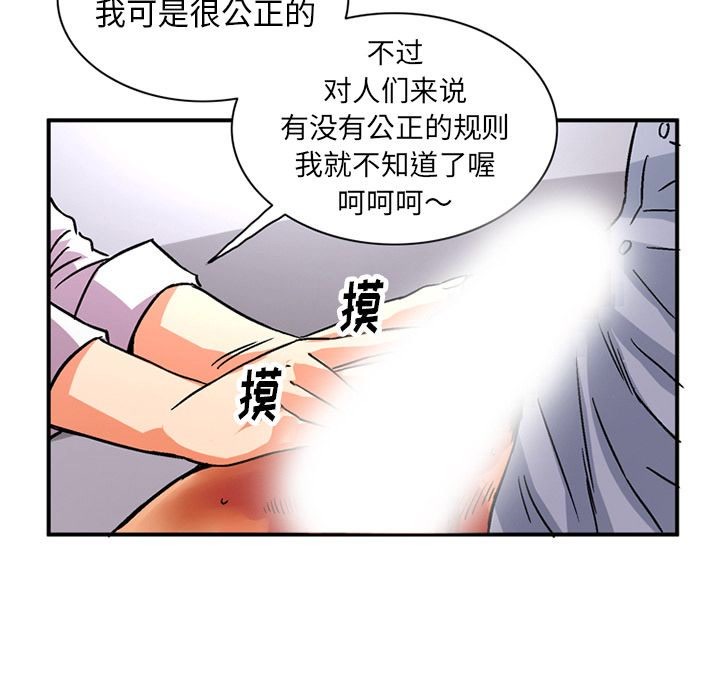 我可是很公正的
不过
对人们来说
有没有公正的规则
我就不知道了喔
呵呵呵～
摸
摸